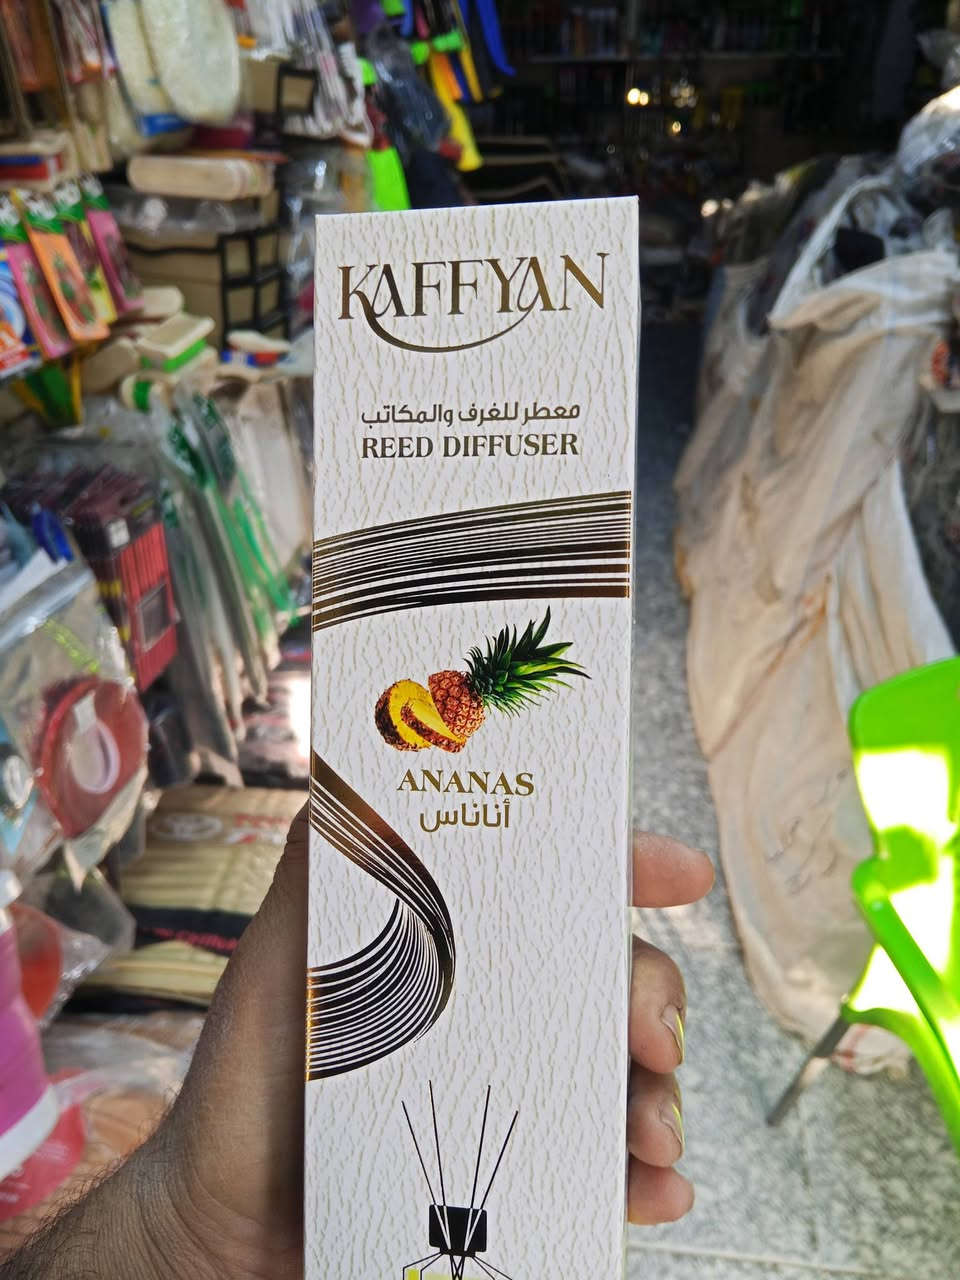 KAFFYAN
معطر للغرف والمكاتب
REED DIFFUSER
ANANAS
أناناس